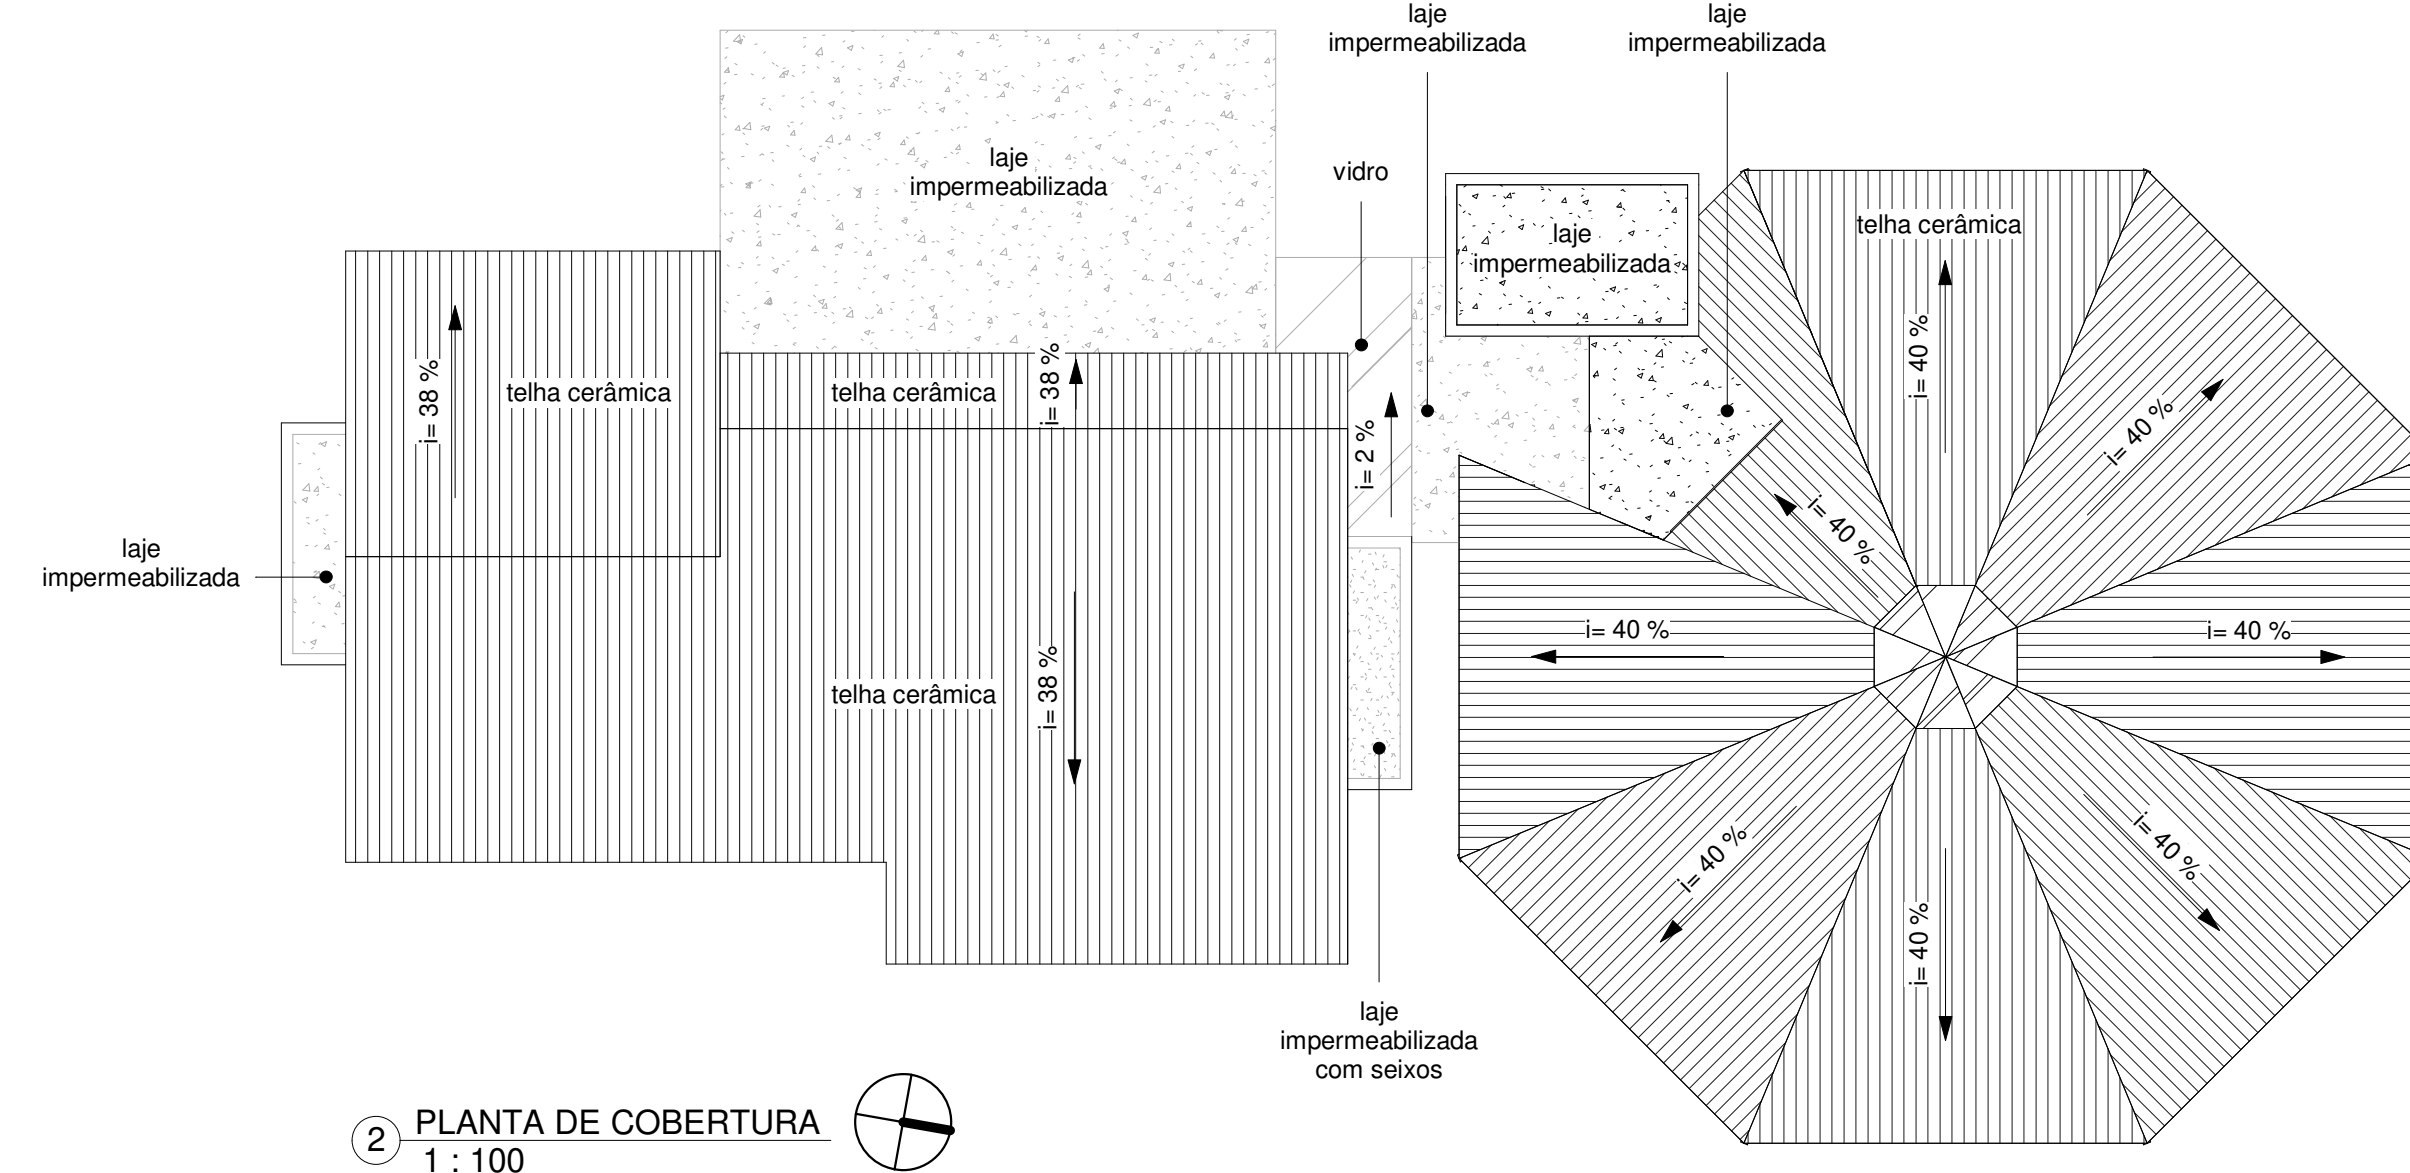 laje
impermeabilizada
laje
impermeabilizada
laje
impermeabilizada
vidro
laje
impermeabilizada
telha cerâmica
i= 40 %
i= 40 %
i= 38 %
telha cerâmica
telha cerâmica
i= 38 %
i= 2 %
i= 40 %
laje
impermeabilizada
i= 40 %
i= 40 %
telha cerâmica
i= 38 %
i= 40 %
i= 40 %
i= 40 %
laje
impermeabilizada
com seixos
2
PLANTA DE COBERTURA
1 : 100